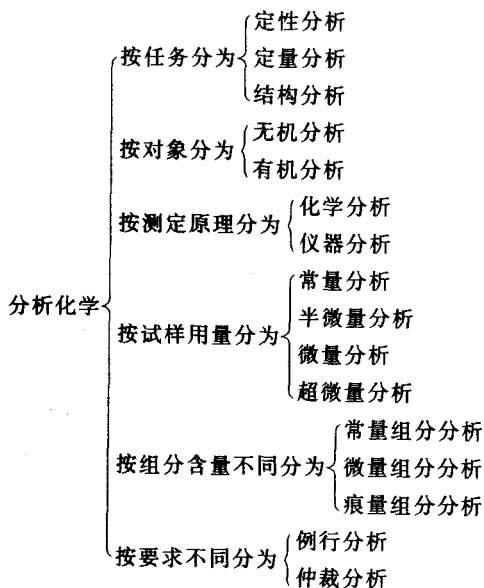 定性分析
按任务分为
定量分析
结构分析
无机分析
按对象分为
有机分析
化学分析
按测定原理分为
仪器分析
常量分析
分析化学
半微量分析
按试样用量分为
微量分析
超微量分析
常量组分分析
按组分含量不同分为
微量组分分析
痕量组分分析
例行分析
按要求不同分为
仲裁分析